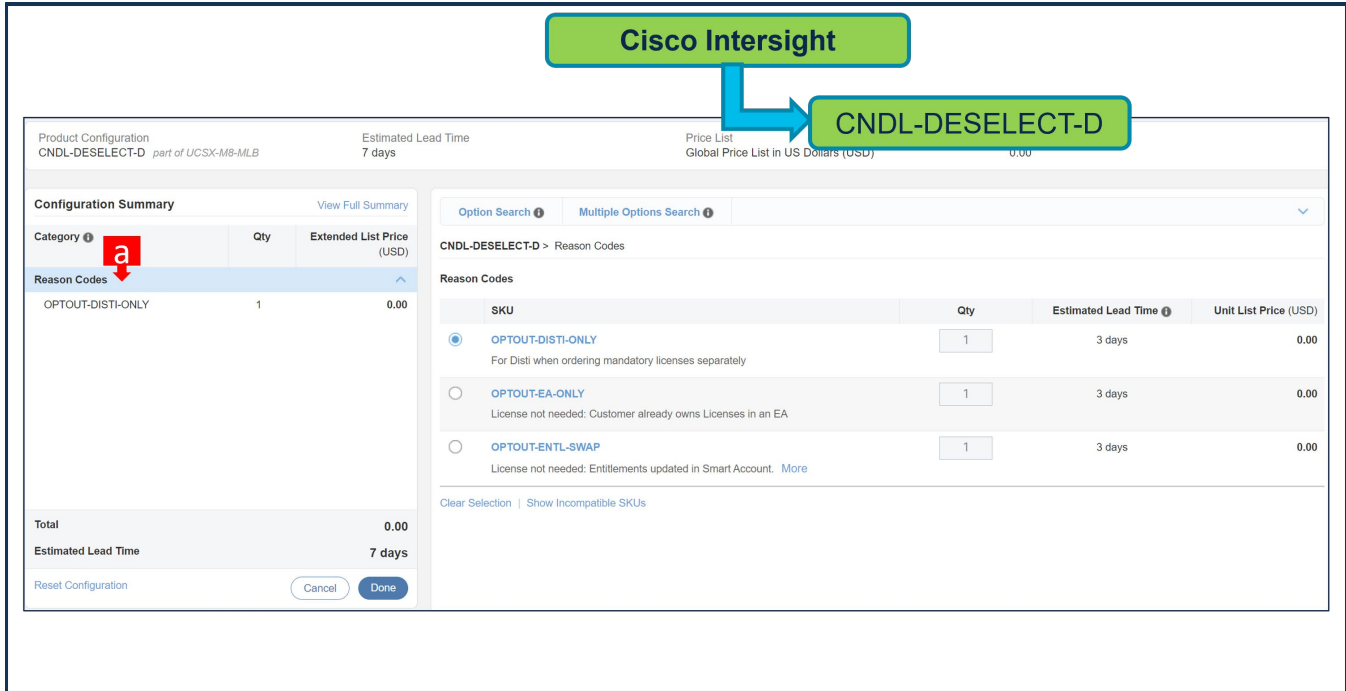 Cisco Intersight
CNDL-DESELECT-D
Product Configuration
CNDL-DESELECT-D part of UCSX-M8-MLB
Estimated Lead Time
7 days
Price List
Global Price List in US Dollars (USD)
0.00
Configuration Summary
View Full Summary
Category
Qty
Extended List Price
(USD)
a
Reason Codes
OPTOUT-DISTI-ONLY 1 0.00
Total 0.00
Estimated Lead Time 7 days
Reset Configuration
Cancel
Done
Option Search
Multiple Options Search
CNDL-DESELECT-D > Reason Codes
Reason Codes
SKU Qty Estimated Lead Time Unit List Price (USD)
OPTOUT-DISTI-ONLY 1 3 days 0.00
For Disti when ordering mandatory licenses separately
OPTOUT-EA-ONLY 1 3 days 0.00
License not needed: Customer already owns Licenses in an EA
OPTOUT-ENTL-SWAP 1 3 days 0.00
License not needed: Entitlements updated in Smart Account. More
Clear Selection | Show Incompatible SKUs